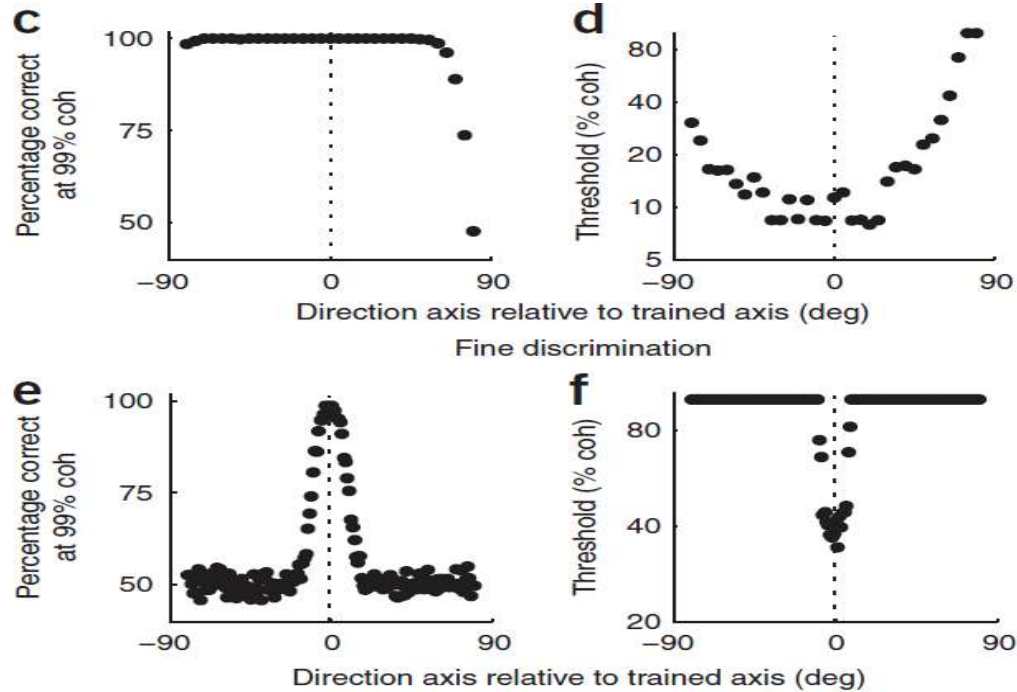 c
Percentage correct
at 99% coh
100
75
50
−90
0
90
d
Threshold (% coh)
80
40
20
10
5
−90
0
90
Direction axis relative to trained axis (deg)
Fine discrimination
e
Percentage correct
at 99% coh
100
75
50
−90
0
90
f
Threshold (% coh)
80
40
20
−90
0
90
Direction axis relative to trained axis (deg)